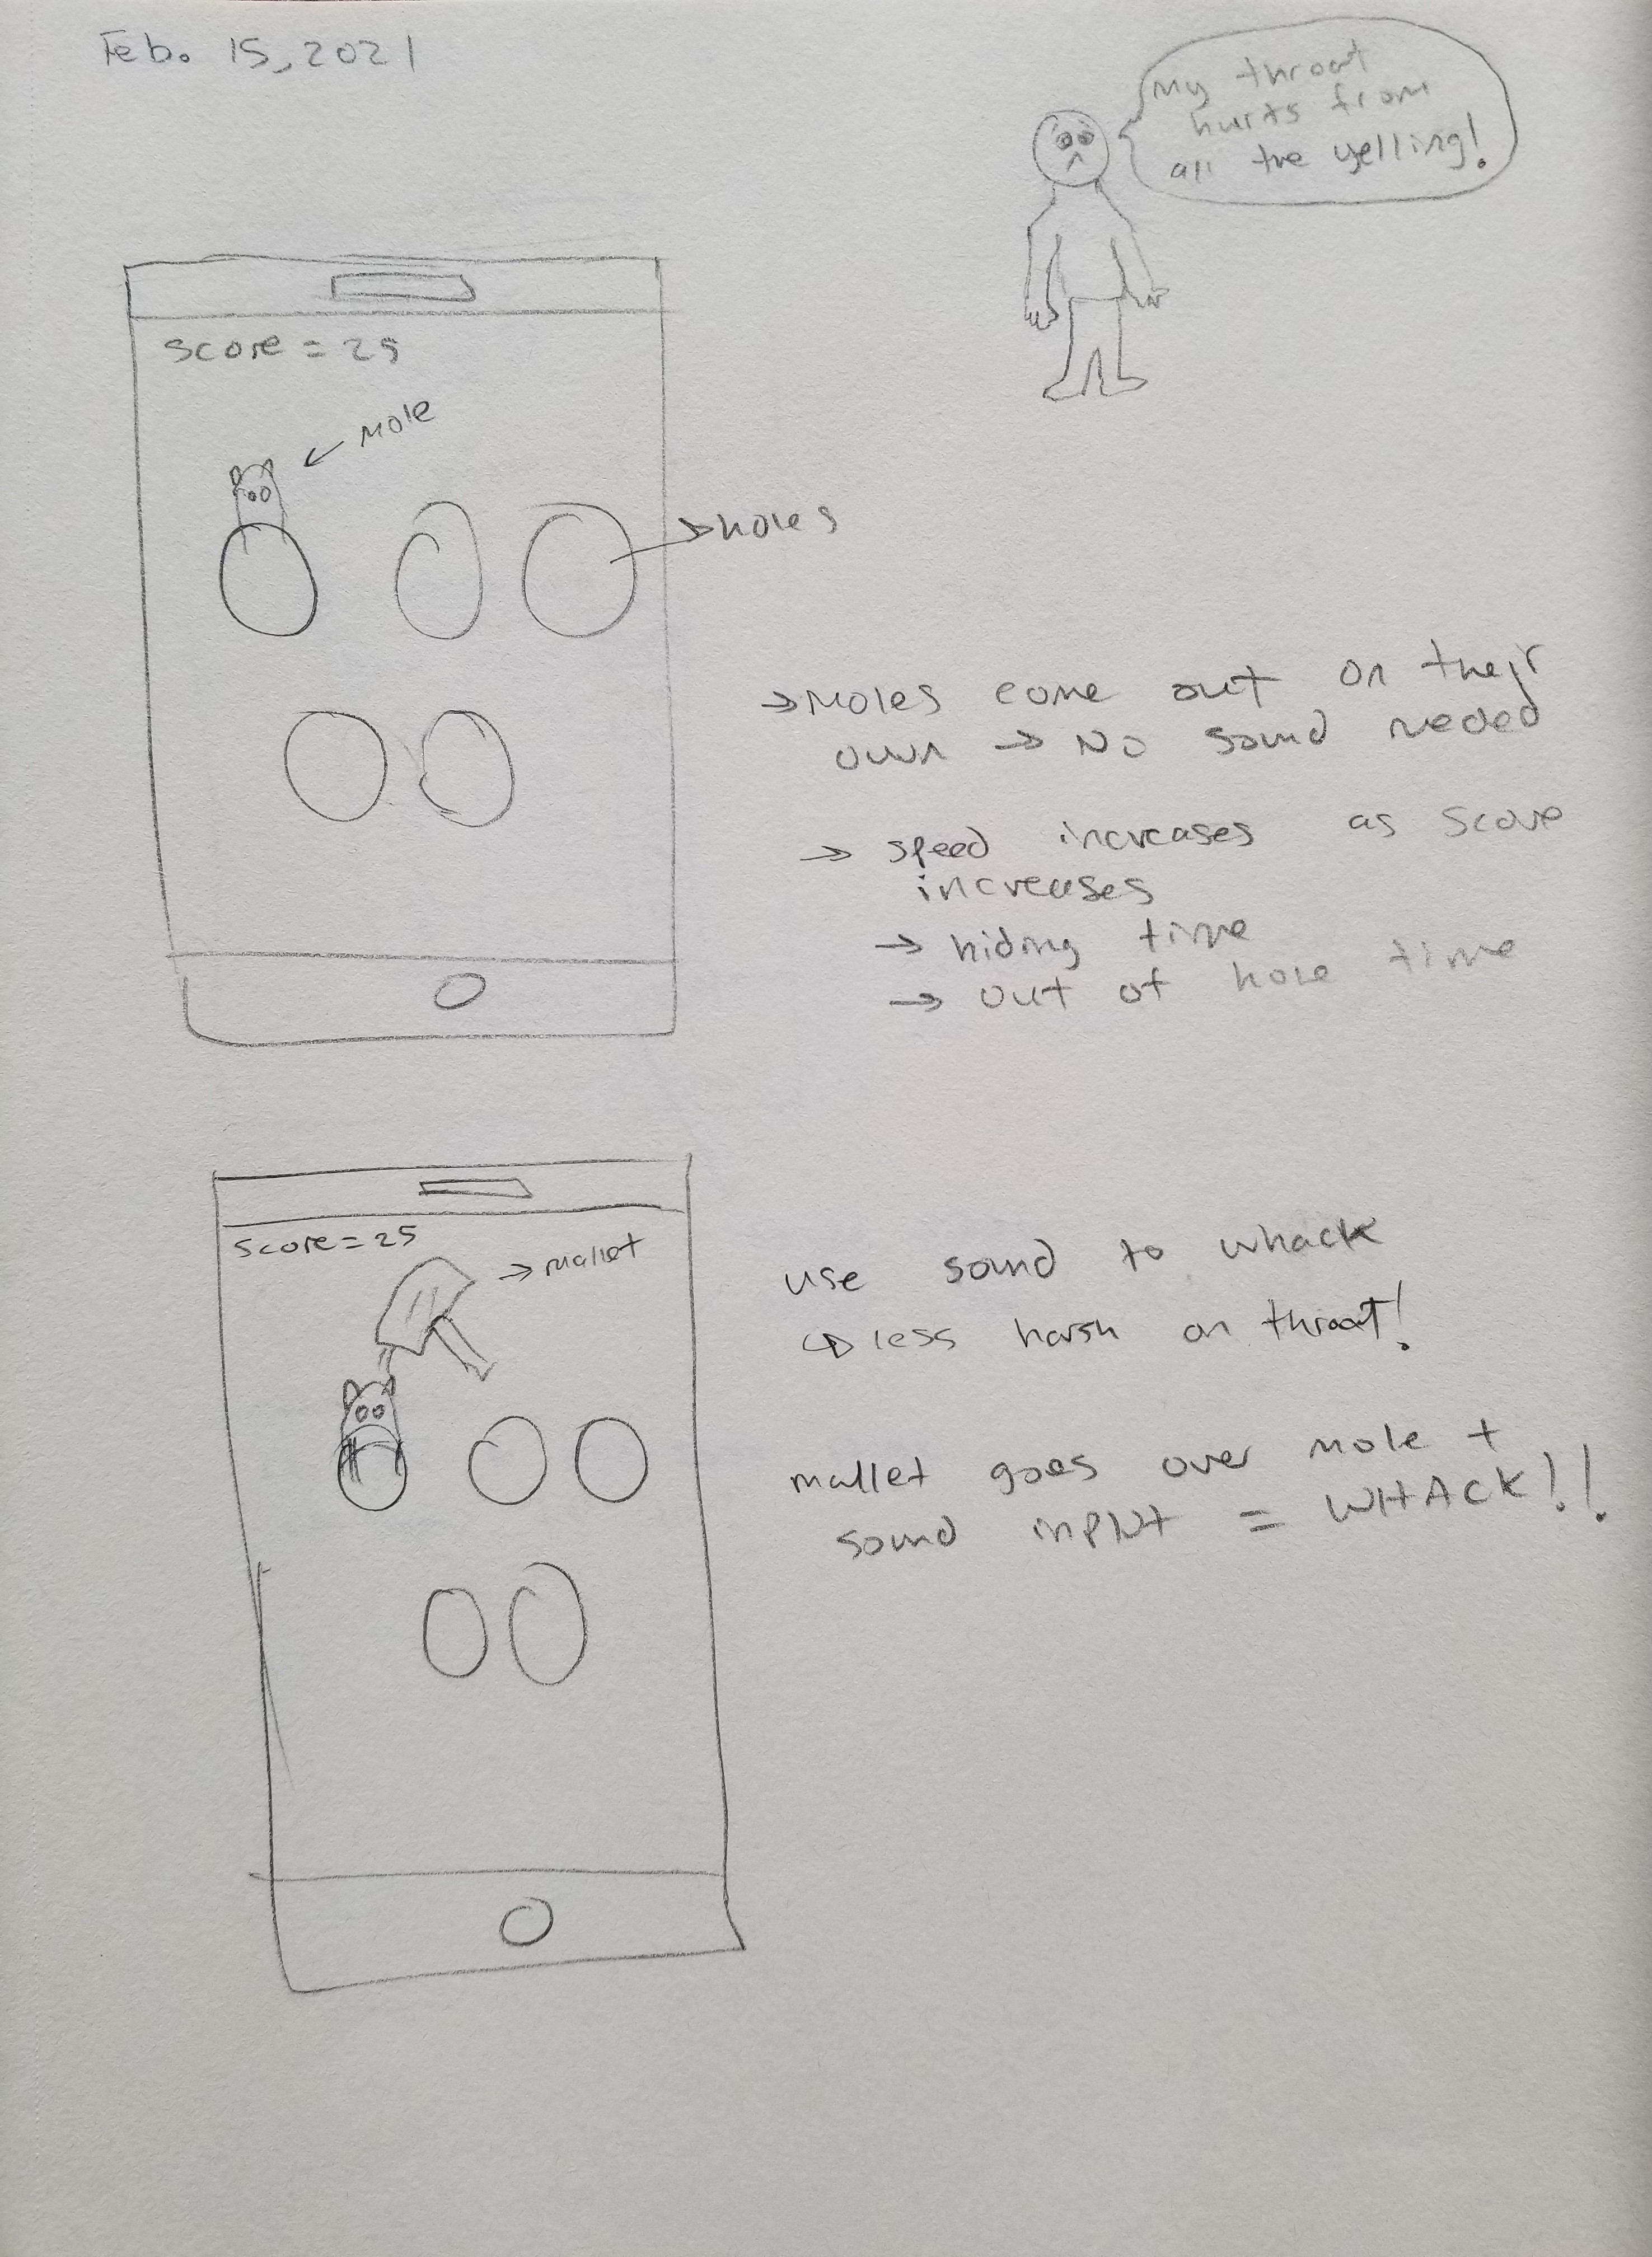 Feb. 15, 2021
My throat
hurts from
all the yelling!
Score = 25
← Mole
→ holes
→ Moles come out on their
own → No sound needed
→ speed increases as score
increases
→ hiding time
→ out of hole time
Score = 25
→ mallet
use sound to whack
↪ less harsh on throat!
mallet goes over mole +
sound input = WHACK!!